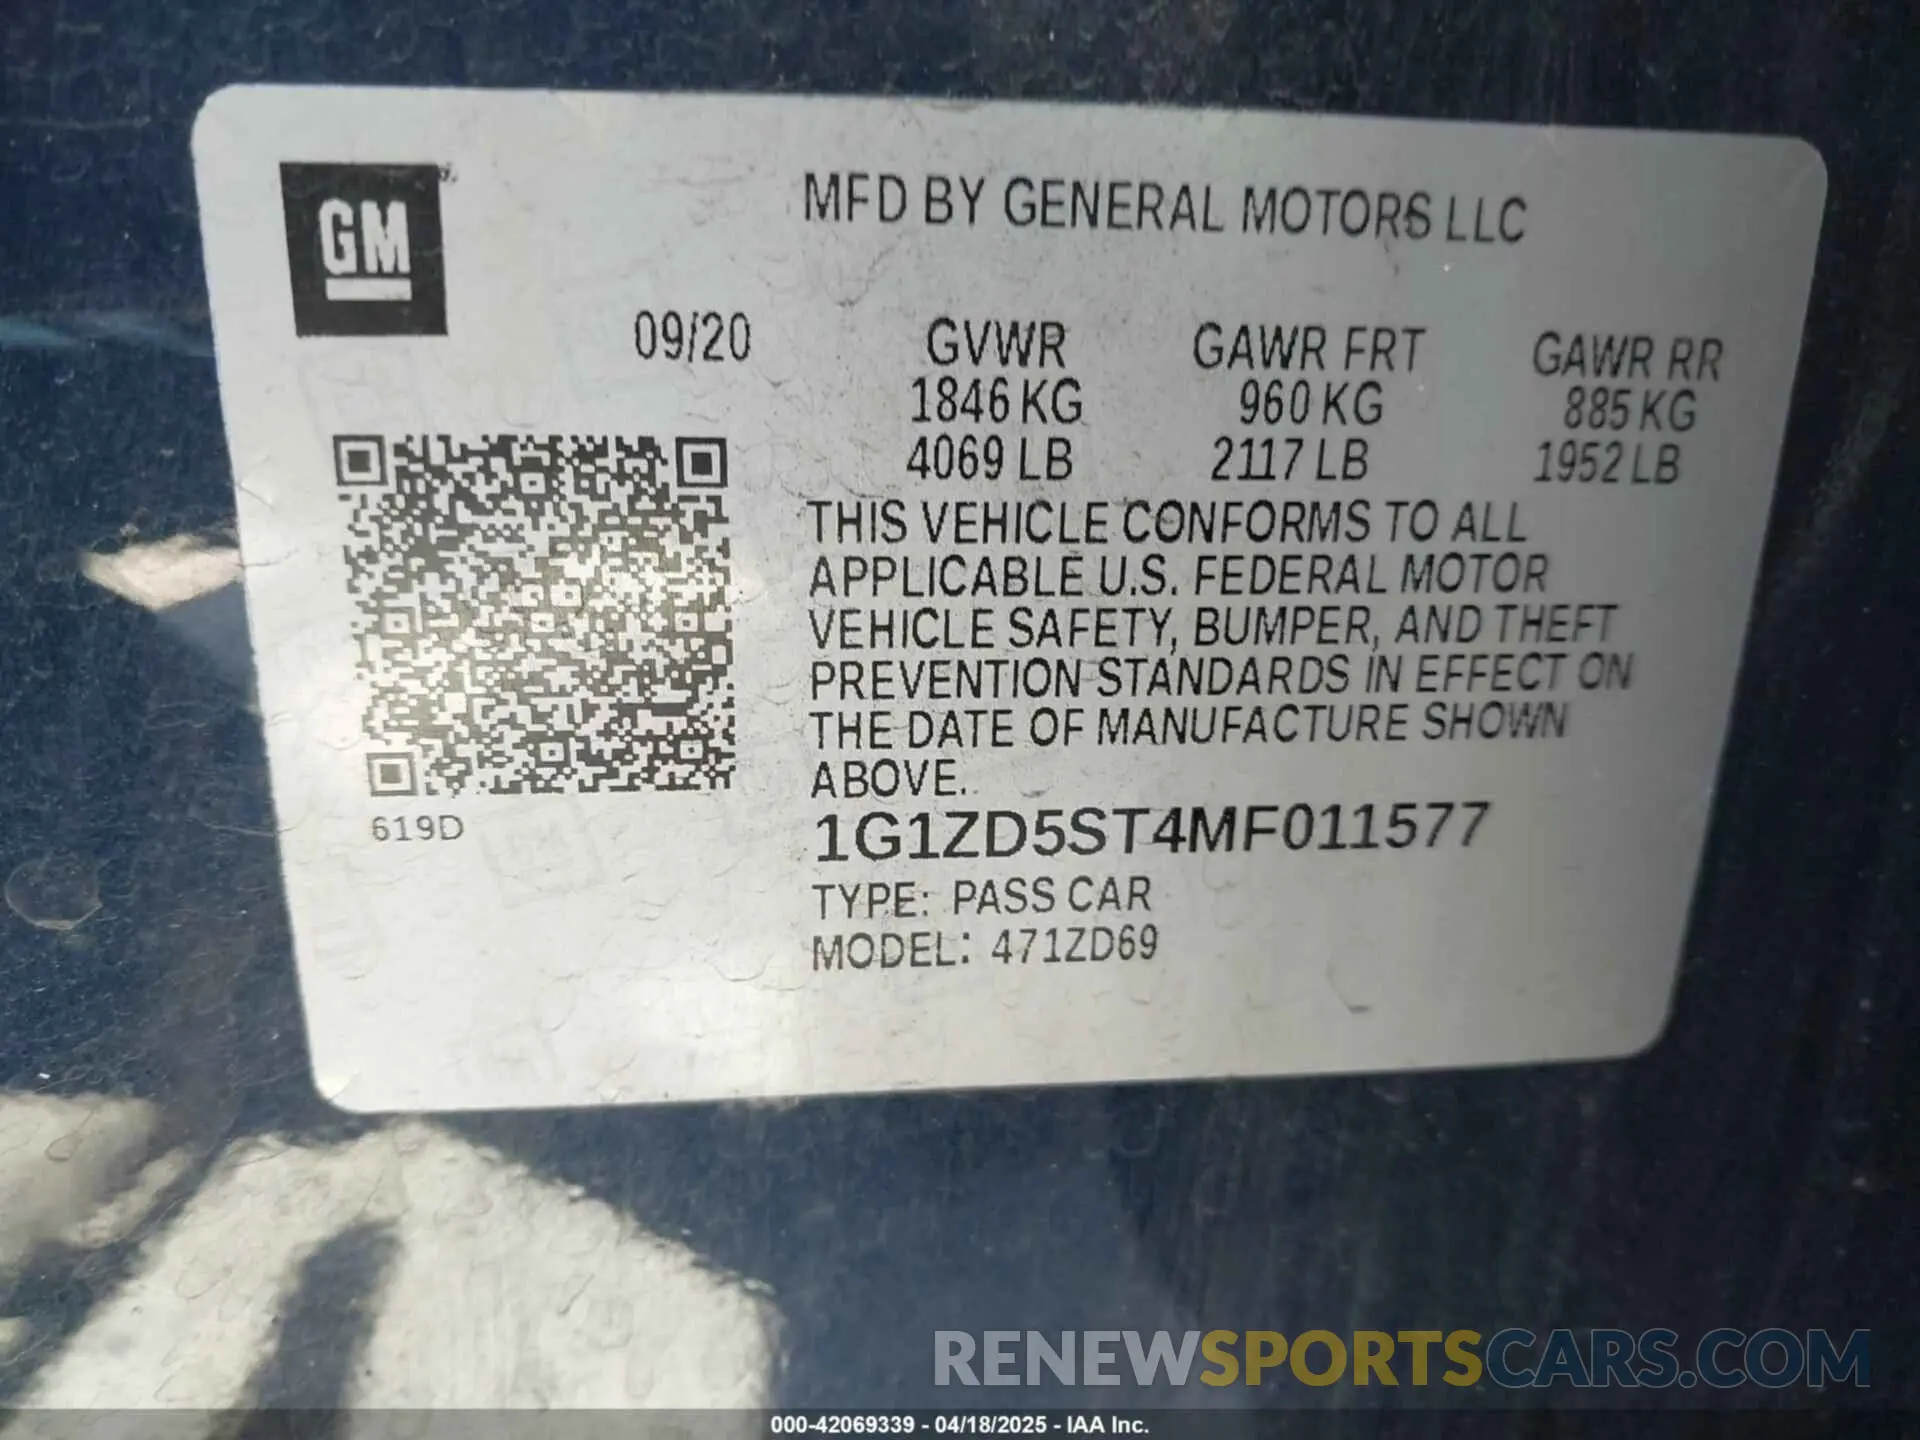 GM
MFD BY GENERAL MOTORS LLC
09/20 GVWR GAWR FRT GAWR RR
1846 KG 960 KG 885 KG
4069 LB 2117 LB 1952 LB
THIS VEHICLE CONFORMS TO ALL
APPLICABLE U.S. FEDERAL MOTOR
VEHICLE SAFETY, BUMPER, AND THEFT
PREVENTION STANDARDS IN EFFECT ON
THE DATE OF MANUFACTURE SHOWN
ABOVE.
619D
1G1ZD5ST4MF011577
TYPE: PASS CAR
MODEL: 471ZD69
RENEWSPORTSCARS.COM
000-42069339 - 04/18/2025 - IAA Inc.